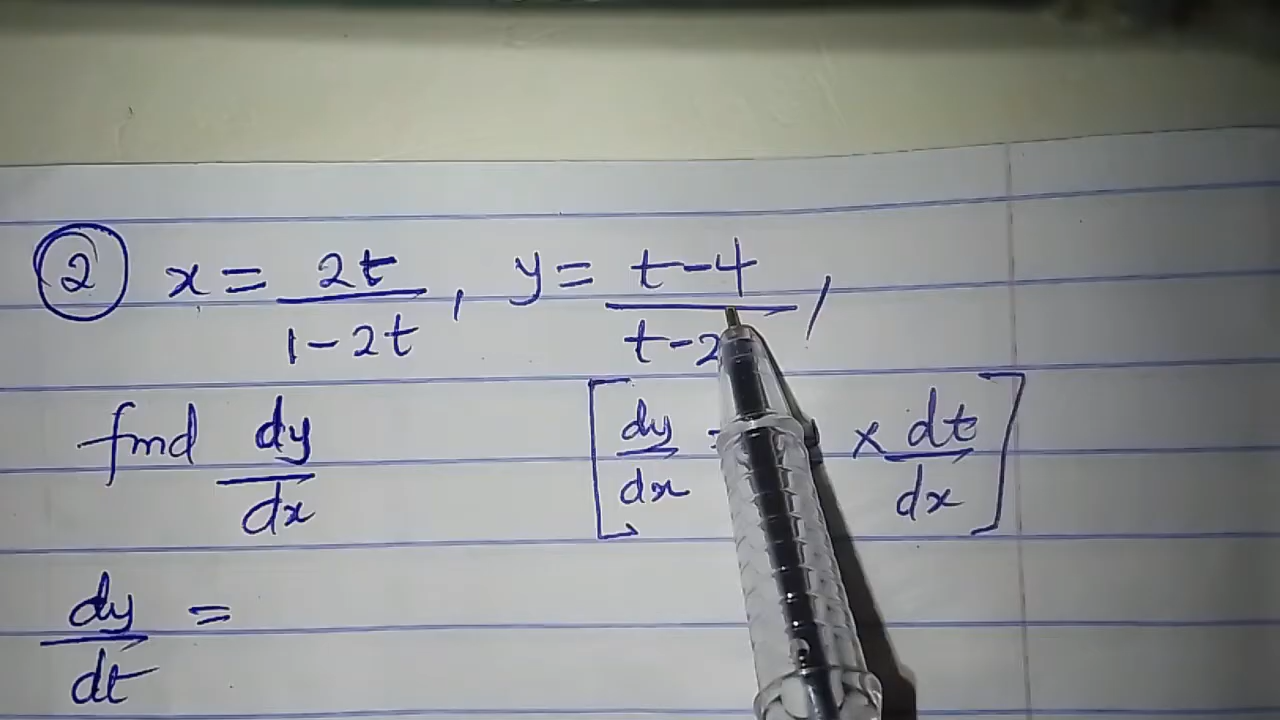 ② x = 2t / 1-2t , y = t-4 / t-2 ,
find dy/dx [ dy/dx = × dt/dx ]
dy/dt =